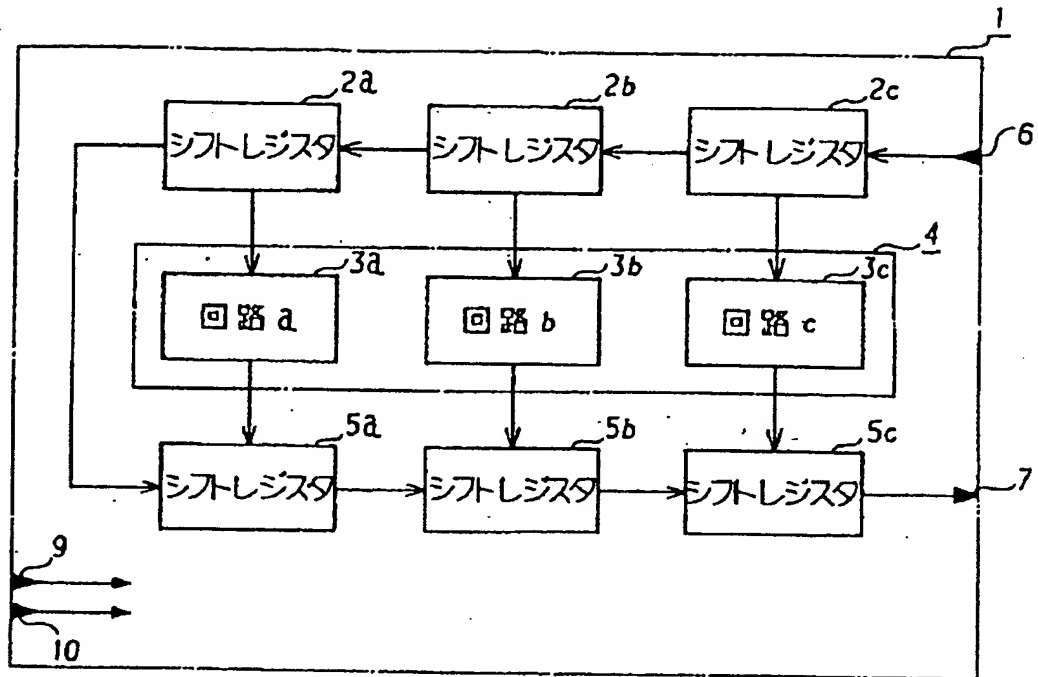 1
2a 2b 2c
シフトレジスタ シフトレジスタ シフトレジスタ 6
4
3a 3b 3c
回路a 回路b 回路c
5a 5b 5c
シフトレジスタ シフトレジスタ シフトレジスタ 7
9
10